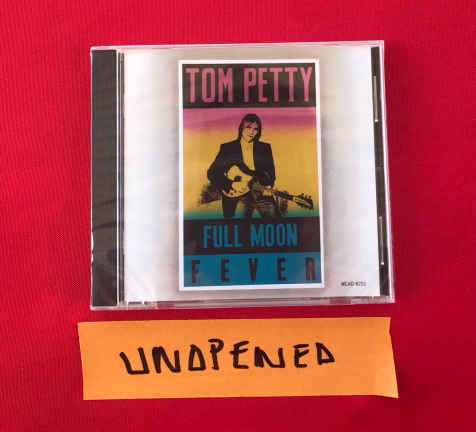 TOM PETTY
FULL MOON
FEVER
UNOPENED